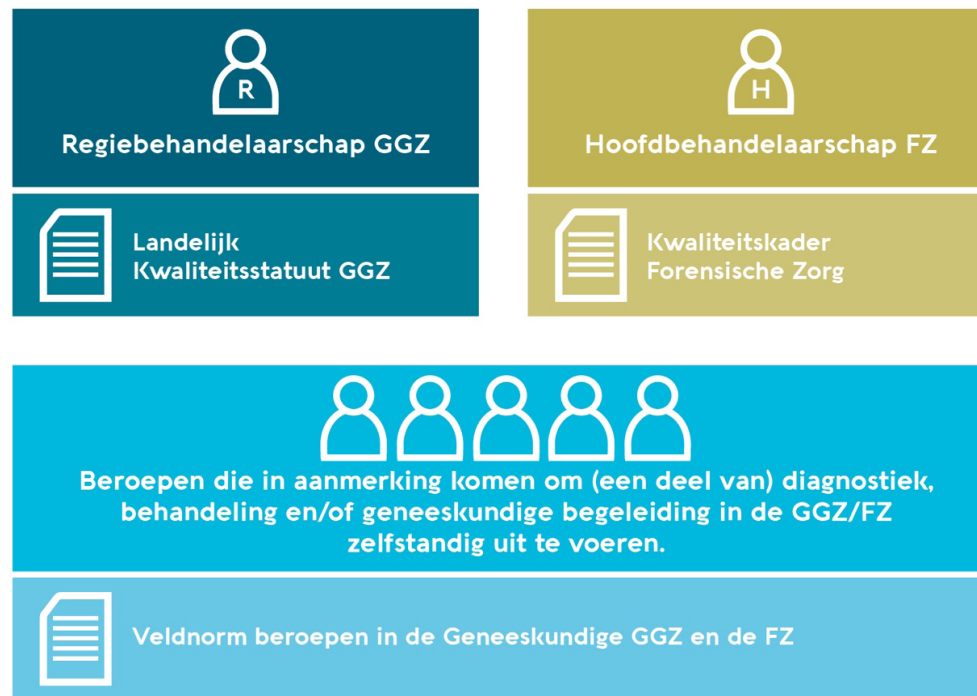 R
Regiebehandelaarschap GGZ
Landelijk
Kwaliteitsstatuut GGZ
H
Hoofdbehandelaarschap FZ
Kwaliteitskader
Forensische Zorg
Beroepen die in aanmerking komen om (een deel van) diagnostiek,
behandeling en/of geneeskundige begeleiding in de GGZ/FZ
zelfstandig uit te voeren.
Veldnorm beroepen in de Geneeskundige GGZ en de FZ